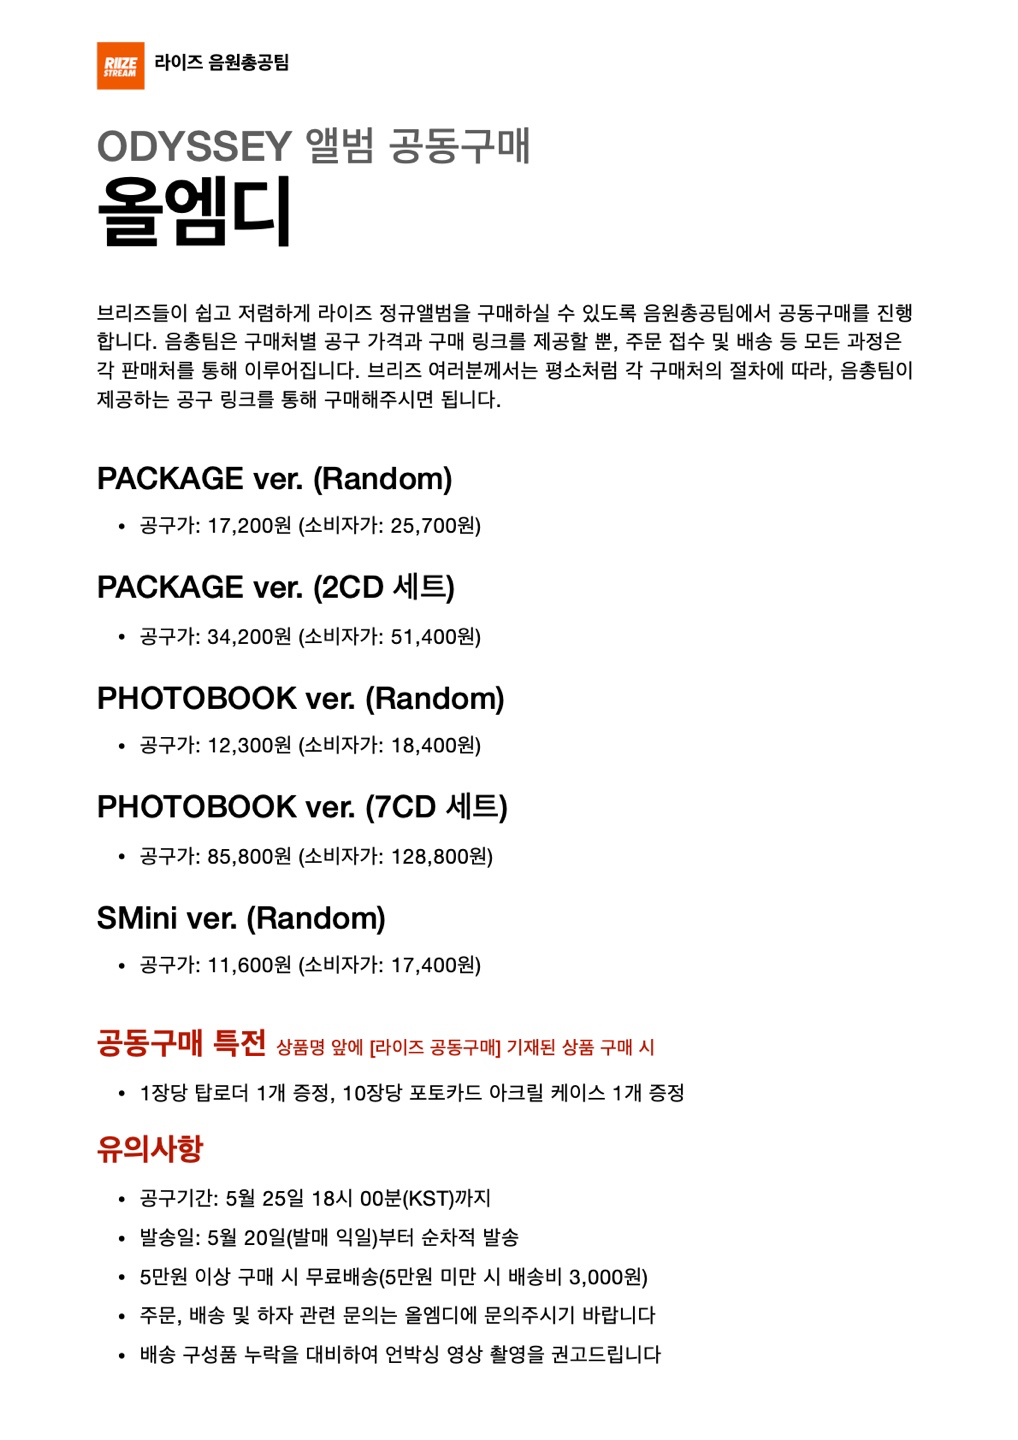 RIIZE
STREAM
라이즈 음원총공팀
ODYSSEY 앨범 공동구매
올엠디
브리즈들이 쉽고 저렴하게 라이즈 정규앨범을 구매하실 수 있도록 음원총공팀에서 공동구매를 진행
합니다. 음총팀은 구매처별 공구 가격과 구매 링크를 제공할 뿐, 주문 접수 및 배송 등 모든 과정은
각 판매처를 통해 이루어집니다. 브리즈 여러분께서는 평소처럼 각 구매처의 절차에 따라, 음총팀이
제공하는 공구 링크를 통해 구매해주시면 됩니다.
PACKAGE ver. (Random)
• 공구가: 17,200원 (소비자가: 25,700원)
PACKAGE ver. (2CD 세트)
• 공구가: 34,200원 (소비자가: 51,400원)
PHOTOBOOK ver. (Random)
• 공구가: 12,300원 (소비자가: 18,400원)
PHOTOBOOK ver. (7CD 세트)
• 공구가: 85,800원 (소비자가: 128,800원)
SMini ver. (Random)
• 공구가: 11,600원 (소비자가: 17,400원)
공동구매 특전 상품명 앞에 [라이즈 공동구매] 기재된 상품 구매 시
• 1장당 탑로더 1개 증정, 10장당 포토카드 아크릴 케이스 1개 증정
유의사항
• 공구기간: 5월 25일 18시 00분(KST)까지
• 발송일: 5월 20일(발매 익일)부터 순차적 발송
• 5만원 이상 구매 시 무료배송(5만원 미만 시 배송비 3,000원)
• 주문, 배송 및 하자 관련 문의는 올엠디에 문의주시기 바랍니다
• 배송 구성품 누락을 대비하여 언박싱 영상 촬영을 권고드립니다